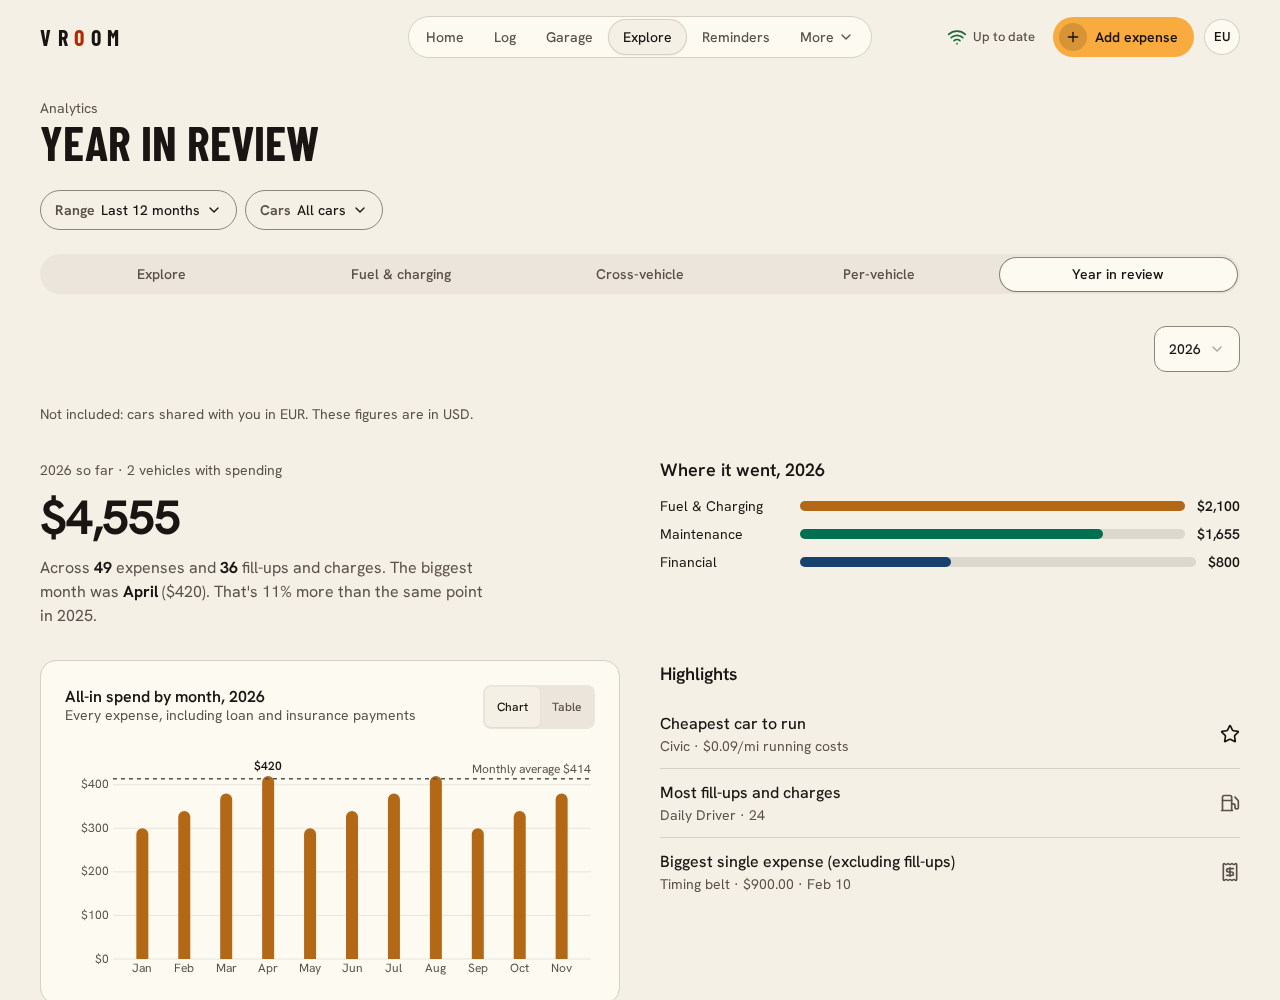 VROOM
Home Log Garage Explore Reminders More
Up to date
Add expense
EU
Analytics
YEAR IN REVIEW
Range Last 12 months
Cars All cars
Explore Fuel & charging Cross-vehicle Per-vehicle Year in review
2026
Not included: cars shared with you in EUR. These figures are in USD.
2026 so far · 2 vehicles with spending
$4,555
Across 49 expenses and 36 fill-ups and charges. The biggest
month was April ($420). That's 11% more than the same point
in 2025.
Where it went, 2026
Fuel & Charging $2,100
Maintenance $1,655
Financial $800
All-in spend by month, 2026
Every expense, including loan and insurance payments
Chart Table
$420
Monthly average $414
$400
$300
$200
$100
$0
Jan Feb Mar Apr May Jun Jul Aug Sep Oct Nov
Highlights
Cheapest car to run
Civic · $0.09/mi running costs
Most fill-ups and charges
Daily Driver · 24
Biggest single expense (excluding fill-ups)
Timing belt · $900.00 · Feb 10